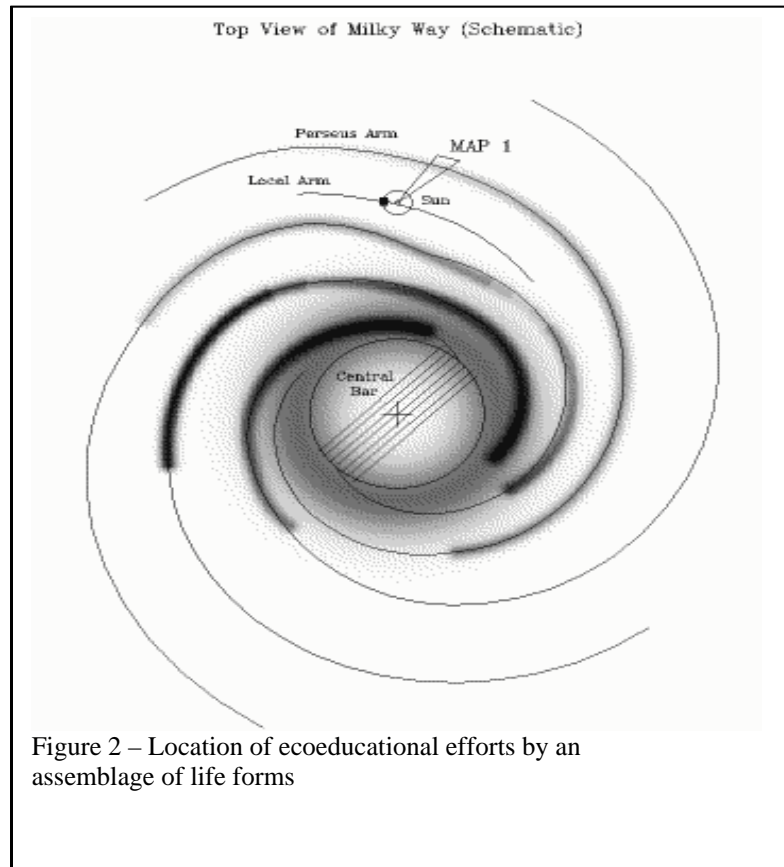 Top View of Milky Way (Schematic)
Perseus Arm
MAP 1
Local Arm
Sun
Central
Bar
Figure 2 – Location of ecoeducational efforts by an
assemblage of life forms